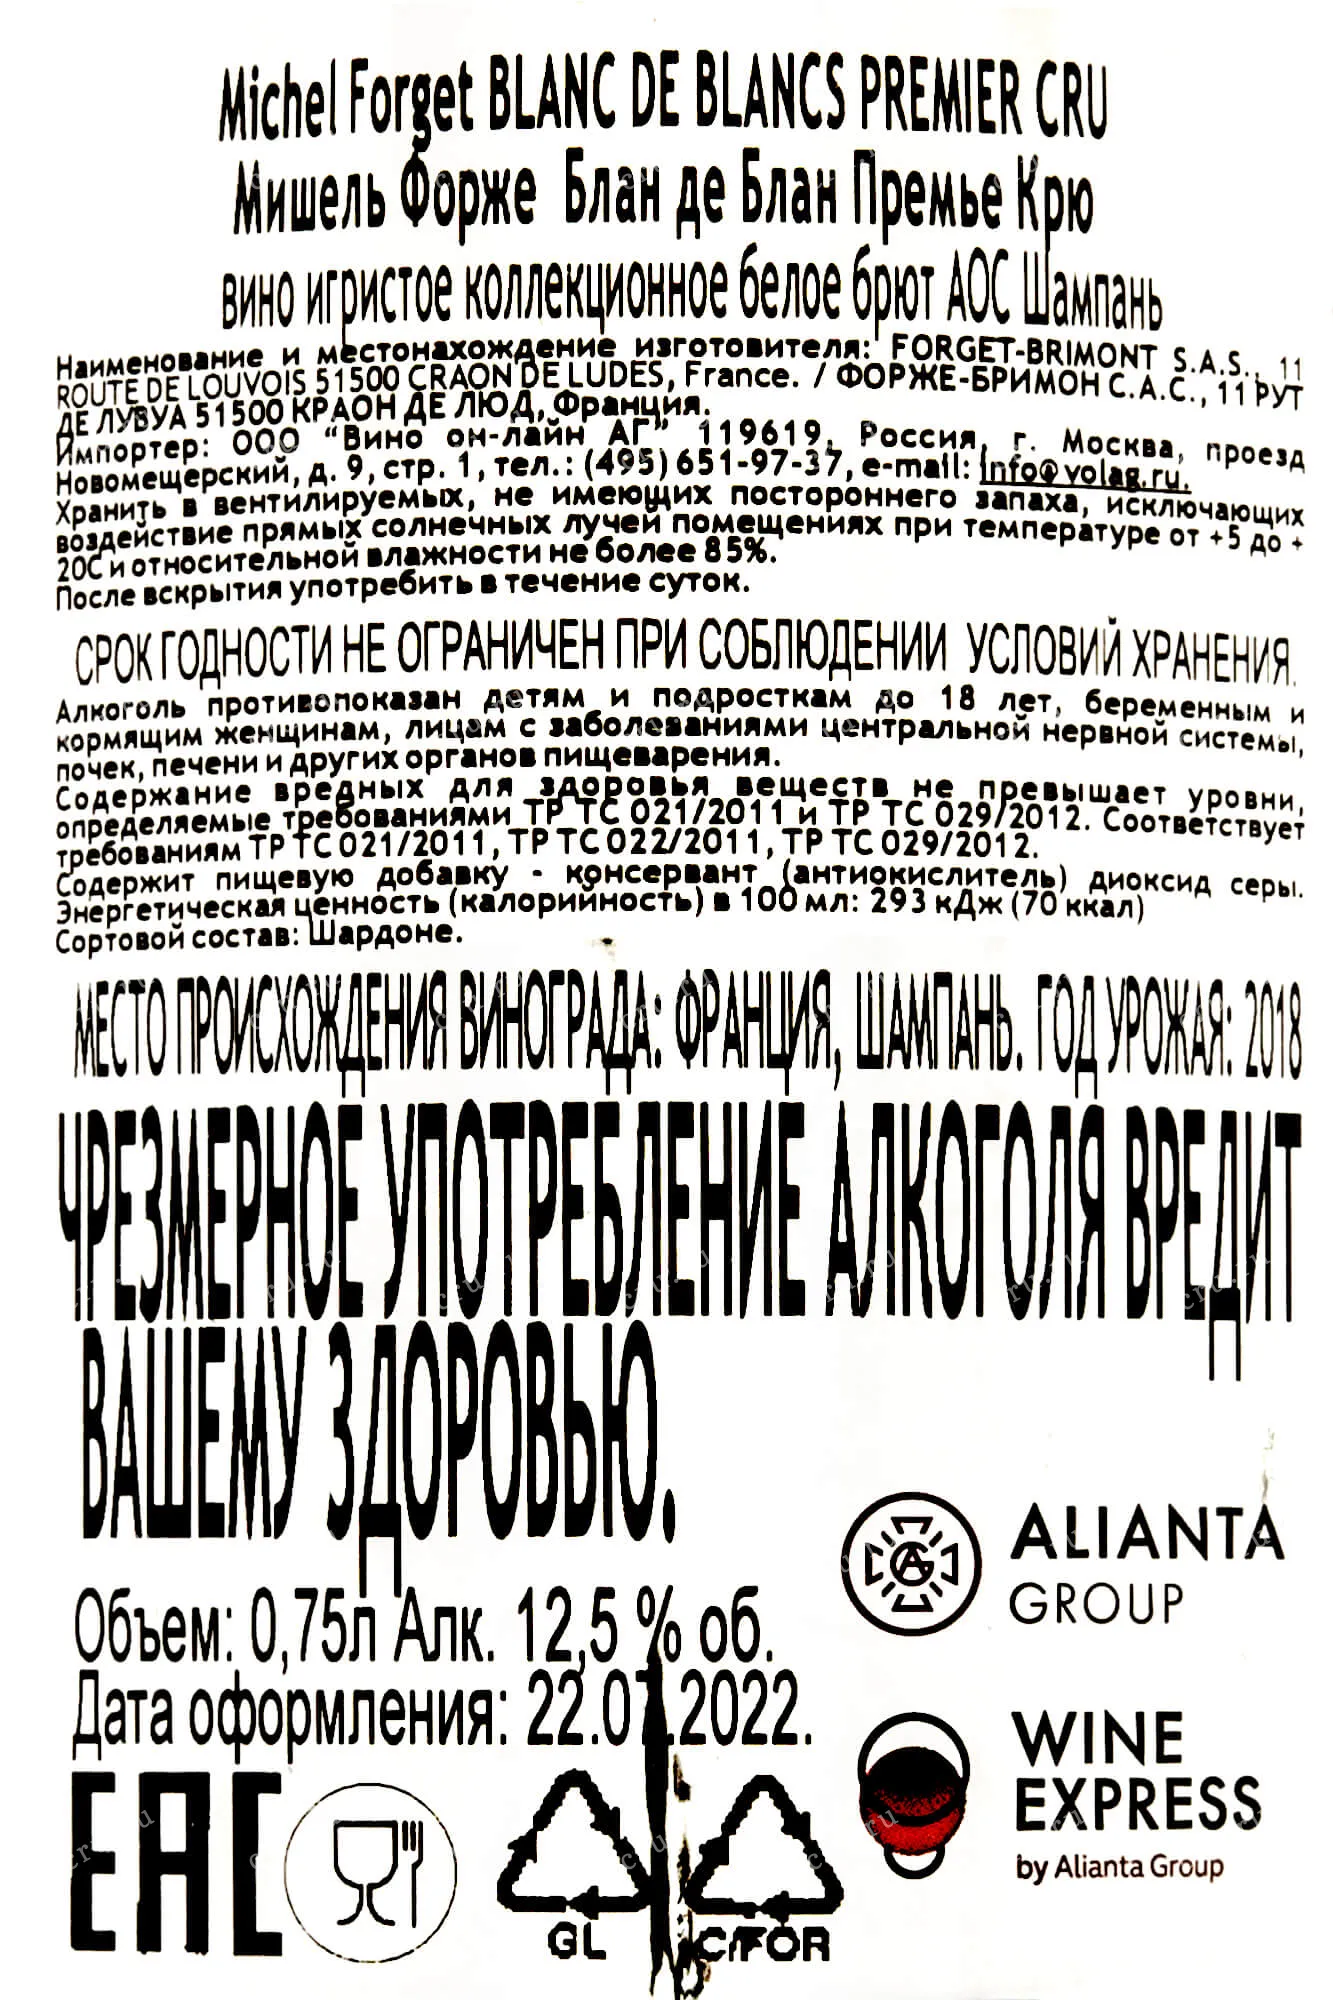 Michel Forget BLANC DE BLANCS PREMIER CRU
Мишель Форже Блан де Блан Премье Крю
вино игристое коллекционное белое брют АОС Шампань
Наименование и местонахождение изготовителя: FORGET-BRIMONT S.A.S., 11
ROUTE DE LOUVOIS 51500 CRAON DE LUDES, France. / ФОРЖЕ-БРИМОН С.А.С., 11 РУТ
ДЕ ЛУВУА 51500 КРАОН ДЕ ЛЮД, Франция.
Импортер: ООО "Вино он-лайн АГ" 119619, Россия, г. Москва, проезд
Новомещерский, д. 9, стр. 1, тел.: (495) 651-97-37, e-mail: info@volag.ru.
Хранить в вентилируемых, не имеющих постороннего запаха, исключающих
воздействие прямых солнечных лучей помещениях при температуре от +5 до +
20С и относительной влажности не более 85%.
После вскрытия употребить в течение суток.
СРОК ГОДНОСТИ НЕ ОГРАНИЧЕН ПРИ СОБЛЮДЕНИИ УСЛОВИЙ ХРАНЕНИЯ.
Алкоголь противопоказан детям и подросткам до 18 лет, беременным и
кормящим женщинам, лицам с заболеваниями центральной нервной системы,
почек, печени и других органов пищеварения.
Содержание вредных для здоровья веществ не превышает уровни,
определяемые требованиями ТР ТС 021/2011 и ТР ТС 029/2012. Соответствует
требованиям ТР ТС 021/2011, ТР ТС 022/2011, ТР ТС 029/2012.
Содержит пищевую добавку - консервант (антиокислитель) диоксид серы.
Энергетическая ценность (калорийность) в 100 мл: 293 кДж (70 ккал)
Сортовой состав: Шардоне.
МЕСТО ПРОИСХОЖДЕНИЯ ВИНОГРАДА: ФРАНЦИЯ, ШАМПАНЬ. ГОД УРОЖАЯ: 2018
ЧРЕЗМЕРНОЕ УПОТРЕБЛЕНИЕ АЛКОГОЛЯ ВРЕДИТ
ВАШЕМУ ЗДОРОВЬЮ.
ALIANTA
GROUP
Объем: 0,75л Алк. 12,5 % об.
Дата оформления:
WINE
EXPRESS
by Alianta Group
EAC
GL
C/FOR